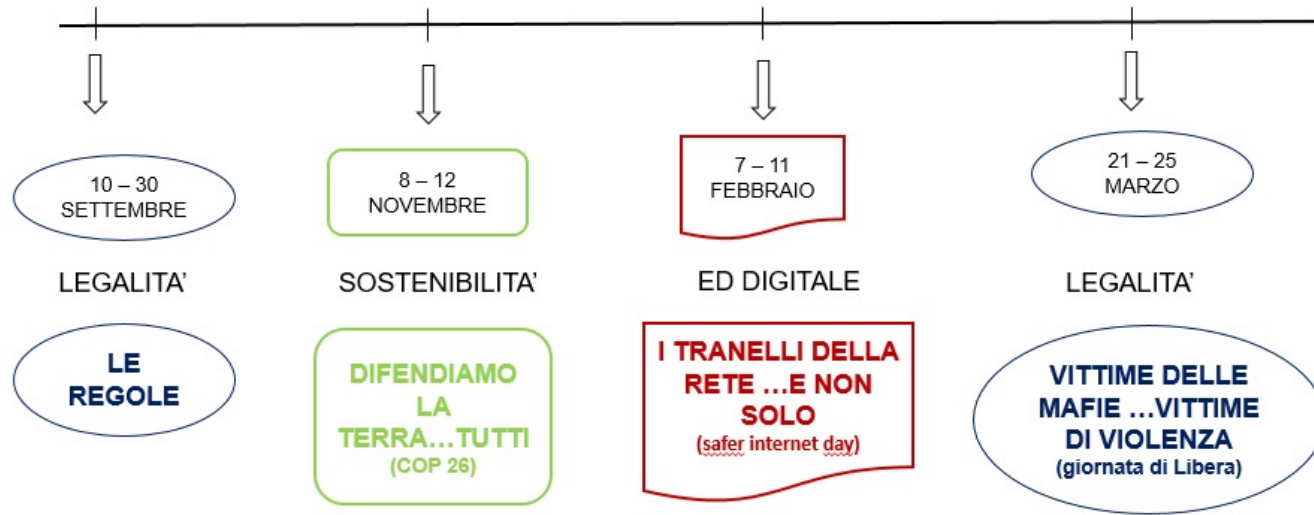 10 – 30
SETTEMBRE
8 – 12
NOVEMBRE
7 – 11
FEBBRAIO
21 – 25
MARZO
LEGALITA’
SOSTENIBILITA’
ED DIGITALE
LEGALITA’
LE
REGOLE
DIFENDIAMO
LA
TERRA...TUTTI
(COP 26)
I TRANELLI DELLA
RETE ...E NON
SOLO
(safer internet day)
VITTIME DELLE
MAFIE ...VITTIME
DI VIOLENZA
(giornata di Libera)